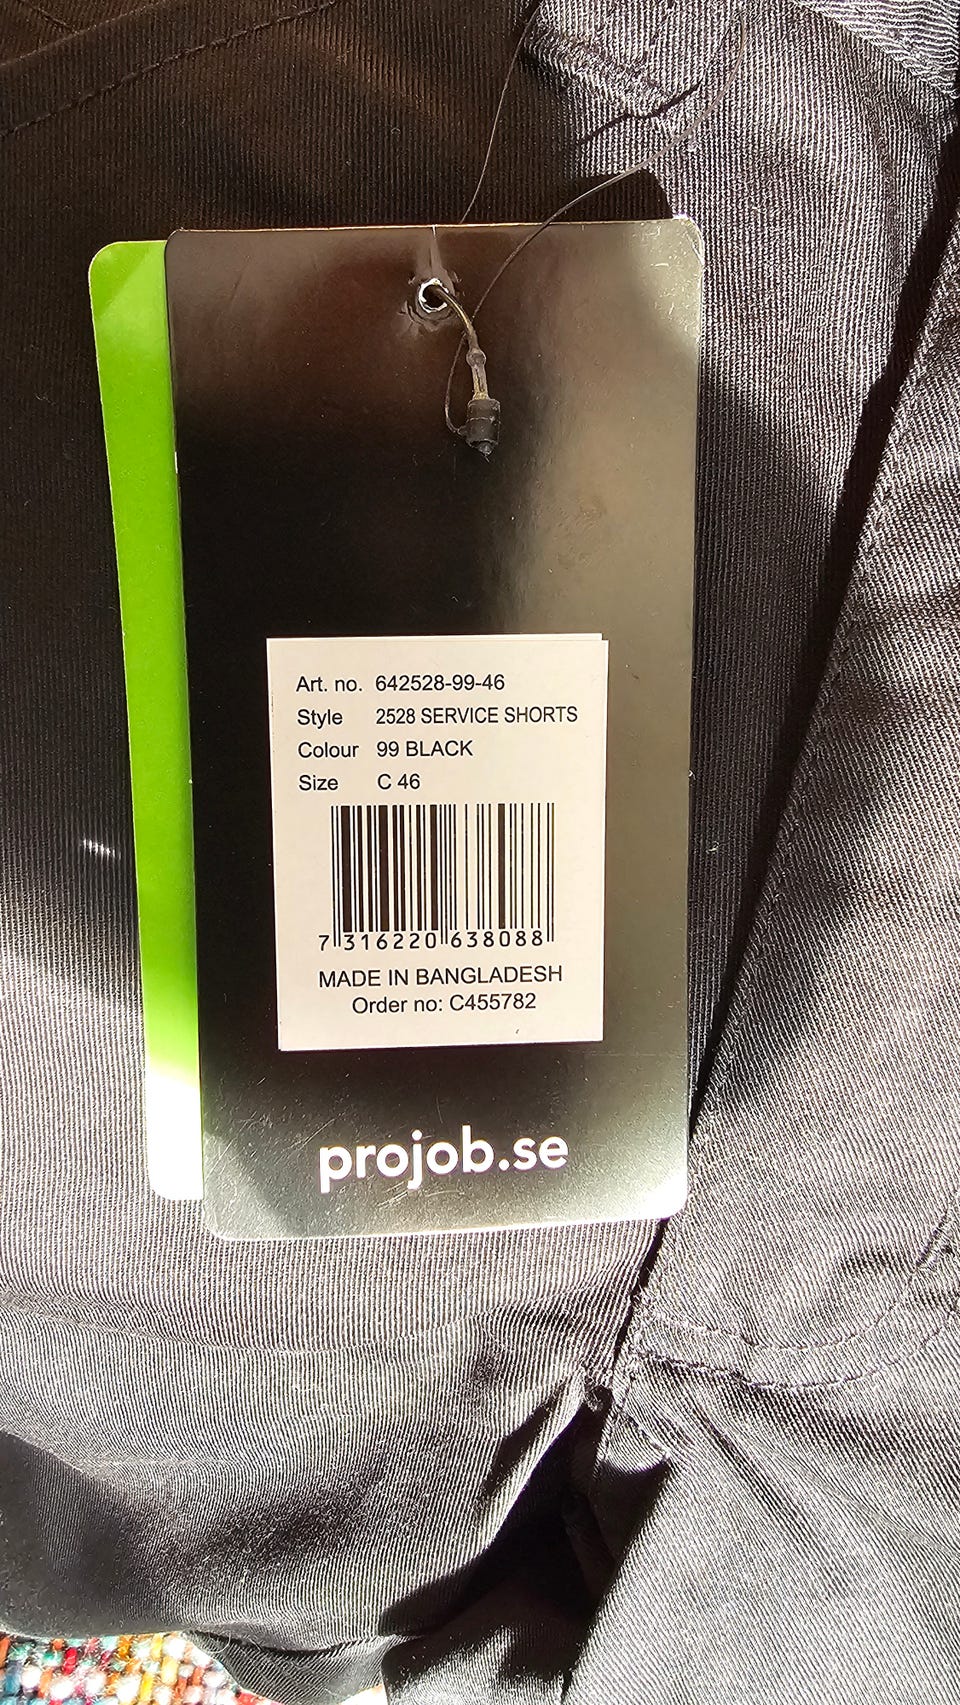 Art. no. 642528-99-46
Style 2528 SERVICE SHORTS
Colour 99 BLACK
Size C 46
7 316220 638088
MADE IN BANGLADESH
Order no: C455782
projob.se